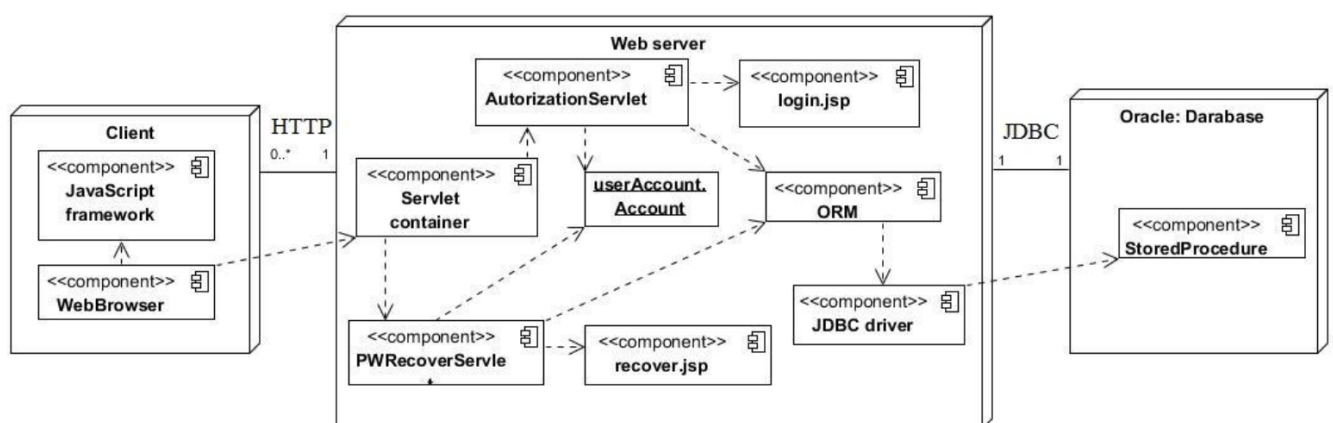 Web server
<<component>>
AutorizationServlet
<<component>>
login.jsp
Client
HTTP
0..* 1
JDBC
1 1
Oracle: Darabase
<<component>>
JavaScript
framework
<<component>>
Servlet
container
userAccount.
Account
<<component>>
ORM
<<component>>
StoredProcedure
<<component>>
WebBrowser
<<component>>
JDBC driver
<<component>>
PWRecoverServle
<<component>>
recover.jsp